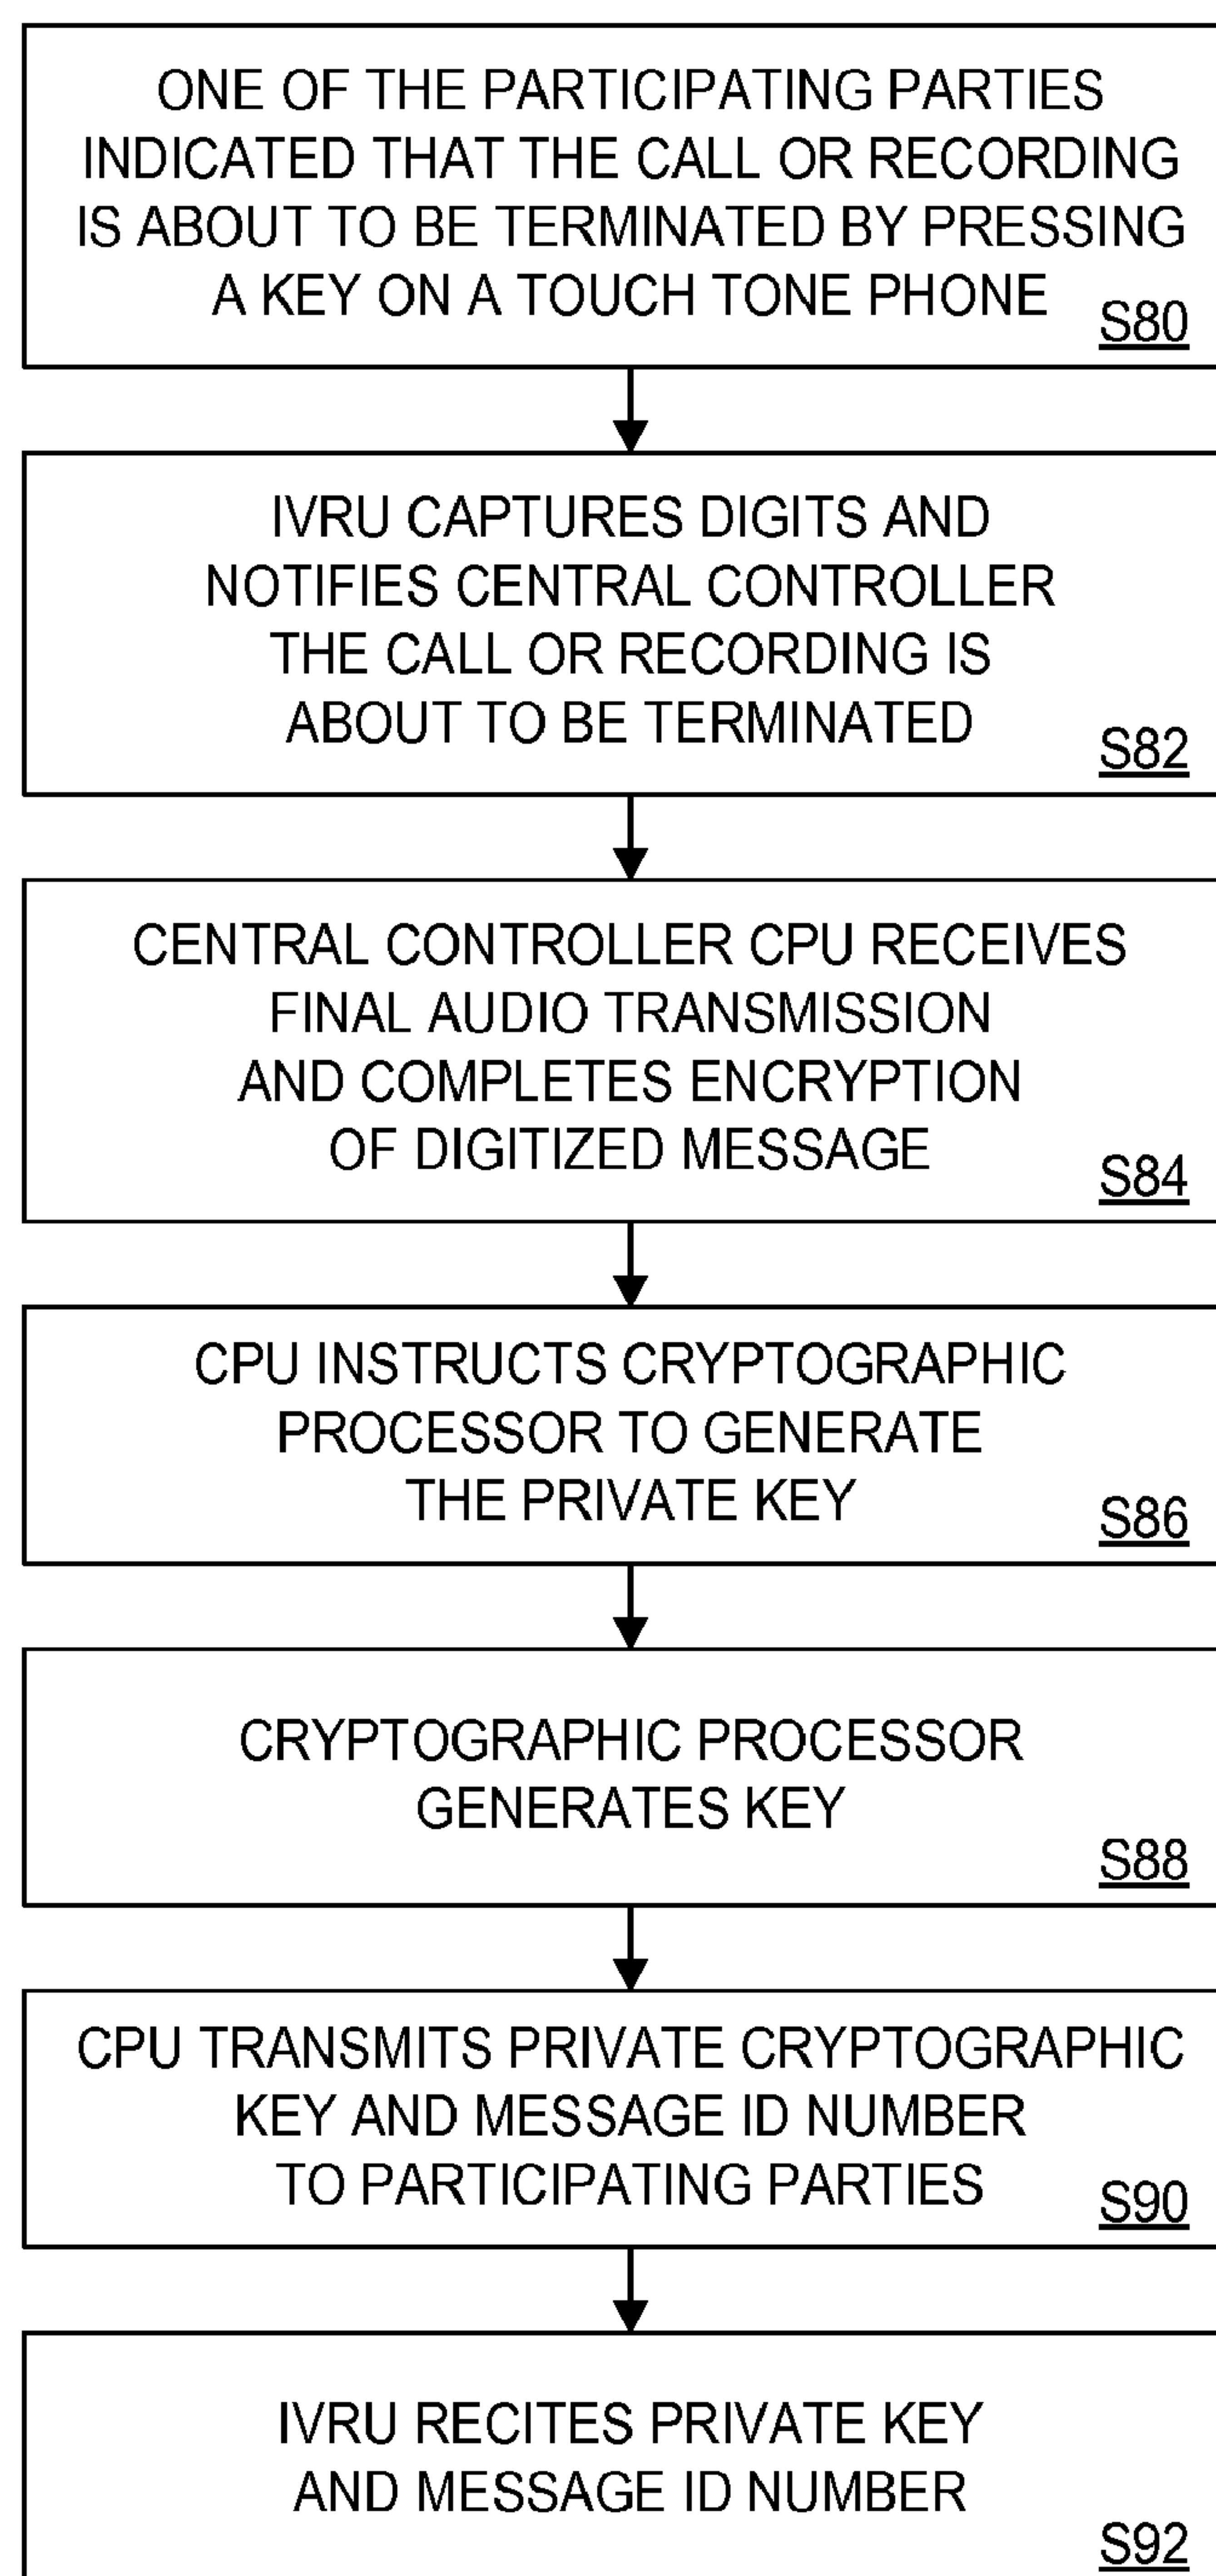 ONE OF THE PARTICIPATING PARTIES
INDICATED THAT THE CALL OR RECORDING
IS ABOUT TO BE TERMINATED BY PRESSING
A KEY ON A TOUCH TONE PHONE
S80
IVRU CAPTURES DIGITS AND
NOTIFIES CENTRAL CONTROLLER
THE CALL OR RECORDING IS
ABOUT TO BE TERMINATED
S82
CENTRAL CONTROLLER CPU RECEIVES
FINAL AUDIO TRANSMISSION
AND COMPLETES ENCRYPTION
OF DIGITIZED MESSAGE
S84
CPU INSTRUCTS CRYPTOGRAPHIC
PROCESSOR TO GENERATE
THE PRIVATE KEY
S86
CRYPTOGRAPHIC PROCESSOR
GENERATES KEY
S88
CPU TRANSMITS PRIVATE CRYPTOGRAPHIC
KEY AND MESSAGE ID NUMBER
TO PARTICIPATING PARTIES
S90
IVRU RECITES PRIVATE KEY
AND MESSAGE ID NUMBER
S92